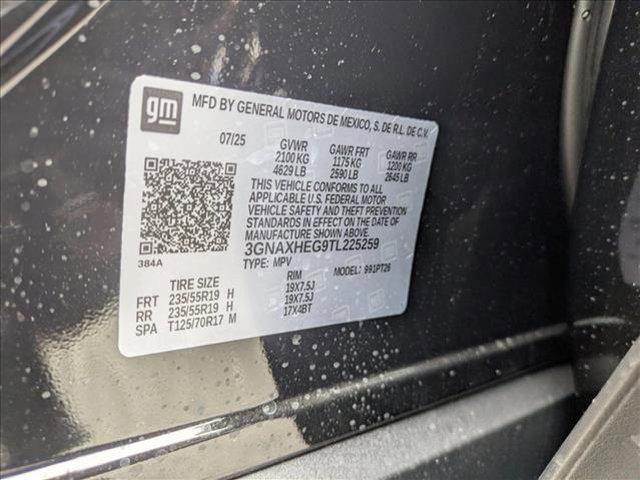 gm
MFD BY GENERAL MOTORS DE MEXICO, S. DE R.L. DE C.V.
07/25 GVWR GAWR FRT GAWR RR
2100 KG 1175 KG 1200 KG
4629 LB 2590 LB 2645 LB
THIS VEHICLE CONFORMS TO ALL
APPLICABLE U.S. FEDERAL MOTOR
VEHICLE SAFETY AND THEFT PREVENTION
STANDARDS IN EFFECT ON THE DATE OF
MANUFACTURE SHOWN ABOVE.
3GNAXHEG9TL225259
384A TYPE: MPV MODEL: 991PT26
TIRE SIZE RIM
FRT 235/55R19 H 19X7.5J
RR 235/55R19 H 19X7.5J
SPA T125/70R17 M 17X4BT